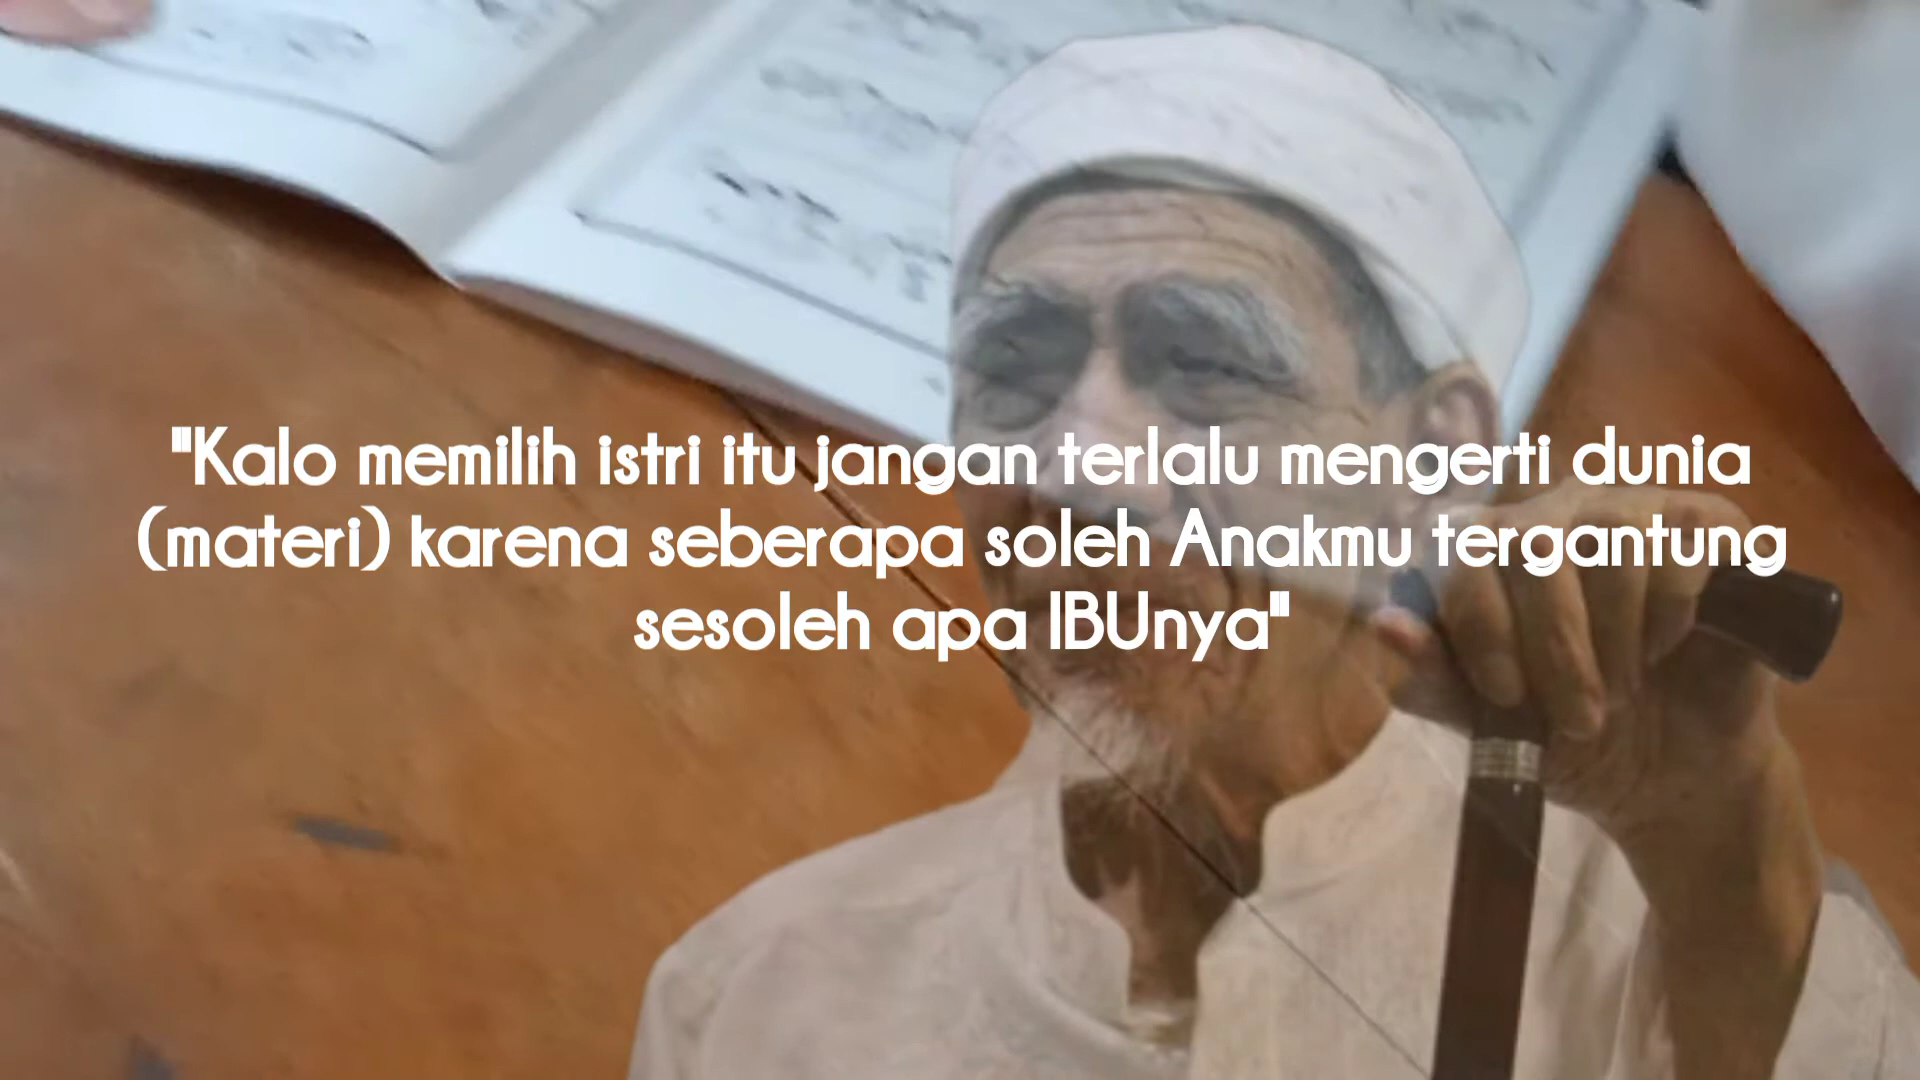 "Kalo memilih istri itu jangan terlalu mengerti dunia
(materi) karena seberapa soleh Anakmu tergantung
sesoleh apa IBUnya"